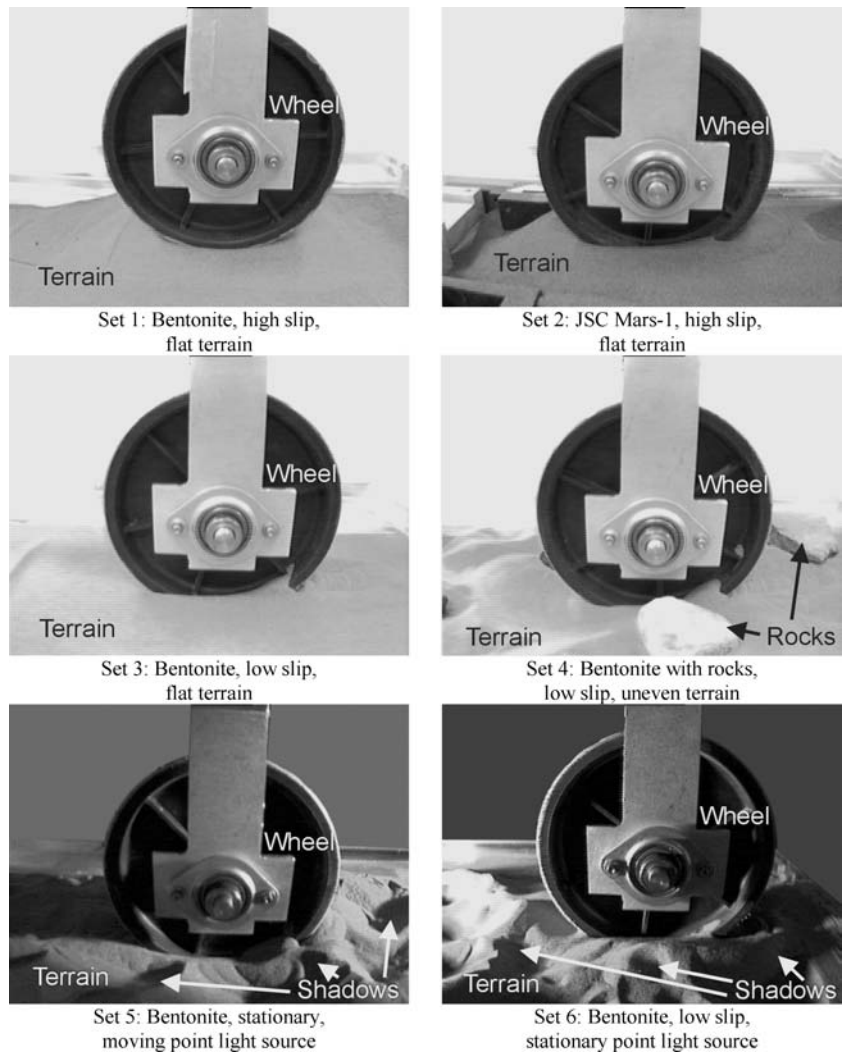 Wheel
Terrain
Set 1: Bentonite, high slip,
flat terrain
Wheel
Terrain
Set 2: JSC Mars-1, high slip,
flat terrain
Wheel
Terrain
Set 3: Bentonite, low slip,
flat terrain
Wheel
Terrain
Rocks
Set 4: Bentonite with rocks,
low slip, uneven terrain
Wheel
Terrain
Shadows
Set 5: Bentonite, stationary,
moving point light source
Wheel
Terrain
Shadows
Set 6: Bentonite, low slip,
stationary point light source